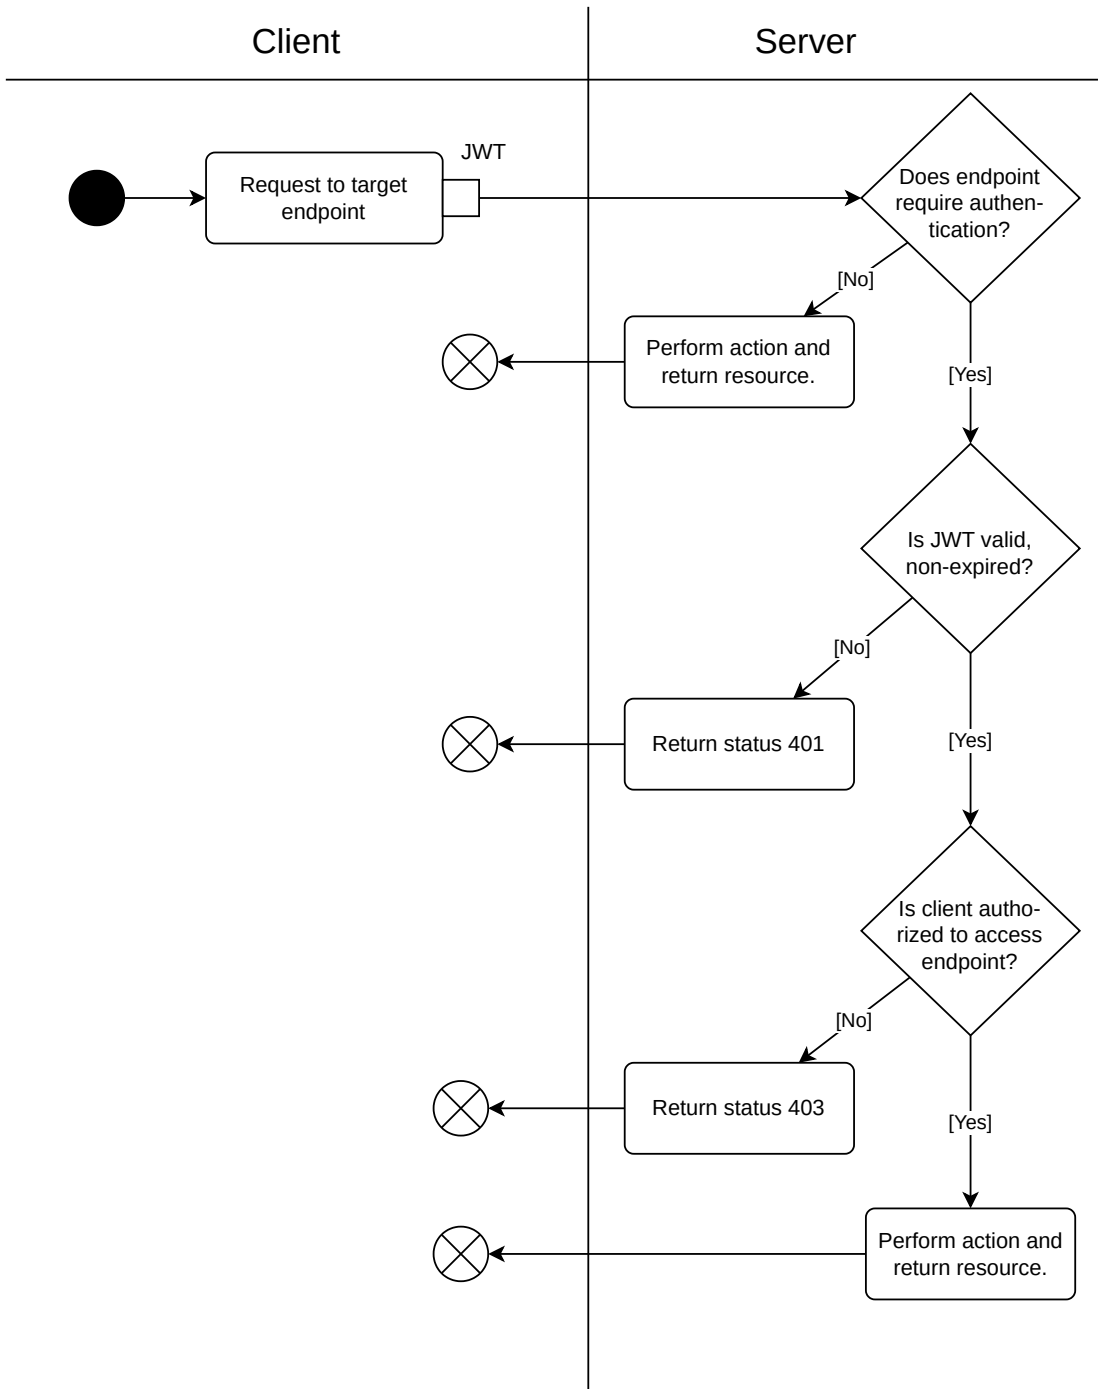 Client
Server
JWT
Request to target
endpoint
Does endpoint
require authen-
tication?
[No]
Perform action and
return resource.
[Yes]
Is JWT valid,
non-expired?
[No]
Return status 401
[Yes]
Is client autho-
rized to access
endpoint?
[No]
Return status 403
[Yes]
Perform action and
return resource.